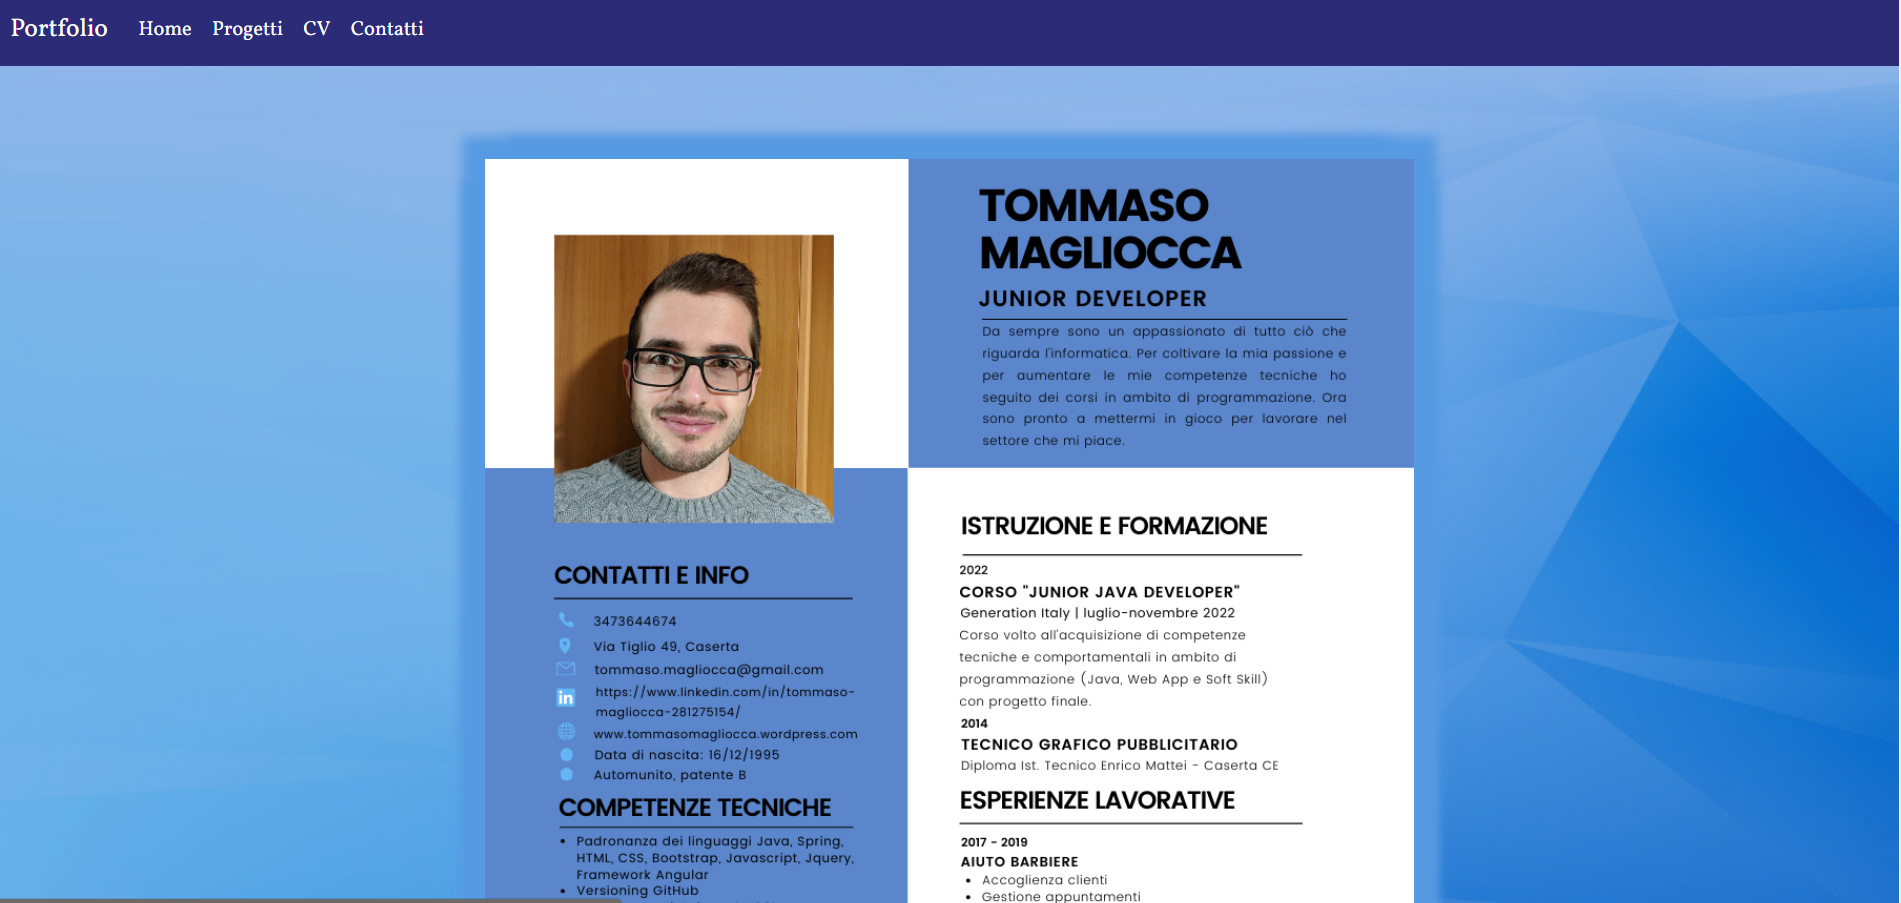 Portfolio Home Progetti CV Contatti
TOMMASO
MAGLIOCCA
JUNIOR DEVELOPER
Da sempre sono un appassionato di tutto ciò che
riguarda l'informatica. Per coltivare la mia passione e
per aumentare le mie competenze tecniche ho
seguito dei corsi in ambito di programmazione. Ora
sono pronto a mettermi in gioco per lavorare nel
settore che mi piace.
CONTATTI E INFO
3473644674
Via Tiglio 49, Caserta
tommaso.magliocca@gmail.com
in
https://www.linkedin.com/in/tommaso-
magliocca-281275154/
www.tommasomagliocca.wordpress.com
Data di nascita: 16/12/1995
Automunito, patente B
COMPETENZE TECNICHE
• Padronanza dei linguaggi Java, Spring,
HTML, CSS, Bootstrap, Javascript, Jquery,
Framework Angular
• Versioning GitHub
ISTRUZIONE E FORMAZIONE
2022
CORSO "JUNIOR JAVA DEVELOPER"
Generation Italy | luglio-novembre 2022
Corso volto all'acquisizione di competenze
tecniche e comportamentali in ambito di
programmazione (Java, Web App e Soft Skill)
con progetto finale.
2014
TECNICO GRAFICO PUBBLICITARIO
Diploma Ist. Tecnico Enrico Mattei - Caserta CE
ESPERIENZE LAVORATIVE
2017 - 2019
AIUTO BARBIERE
• Accoglienza clienti
• Gestione appuntamenti